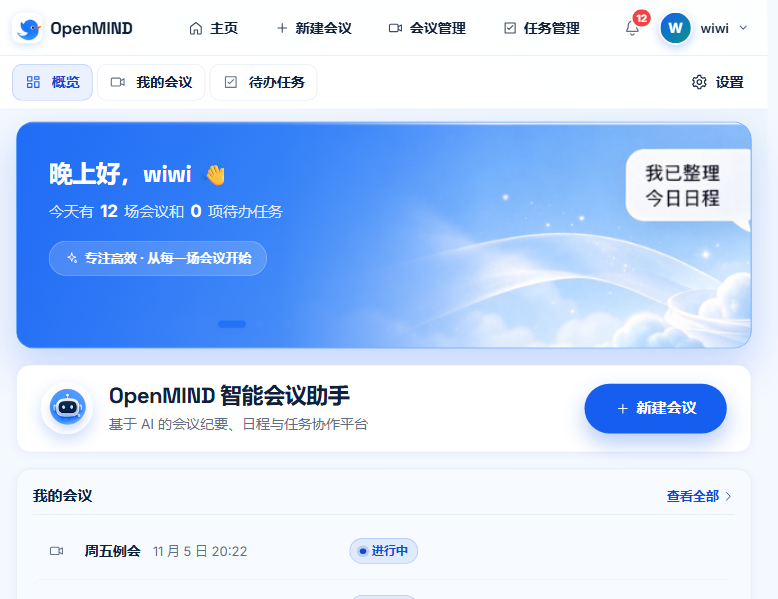 OpenMIND 主页 新建会议 会议管理 任务管理 12 W wiwi
概览 我的会议 待办任务 设置
晚上好，wiwi 👋
今天有 12 场会议和 0 项待办任务
专注高效 · 从每一场会议开始
我已整理
今日日程
OpenMIND 智能会议助手
基于 AI 的会议纪要、日程与任务协作平台
+ 新建会议
我的会议 查看全部
周五例会 11 月 5 日 20:22 进行中